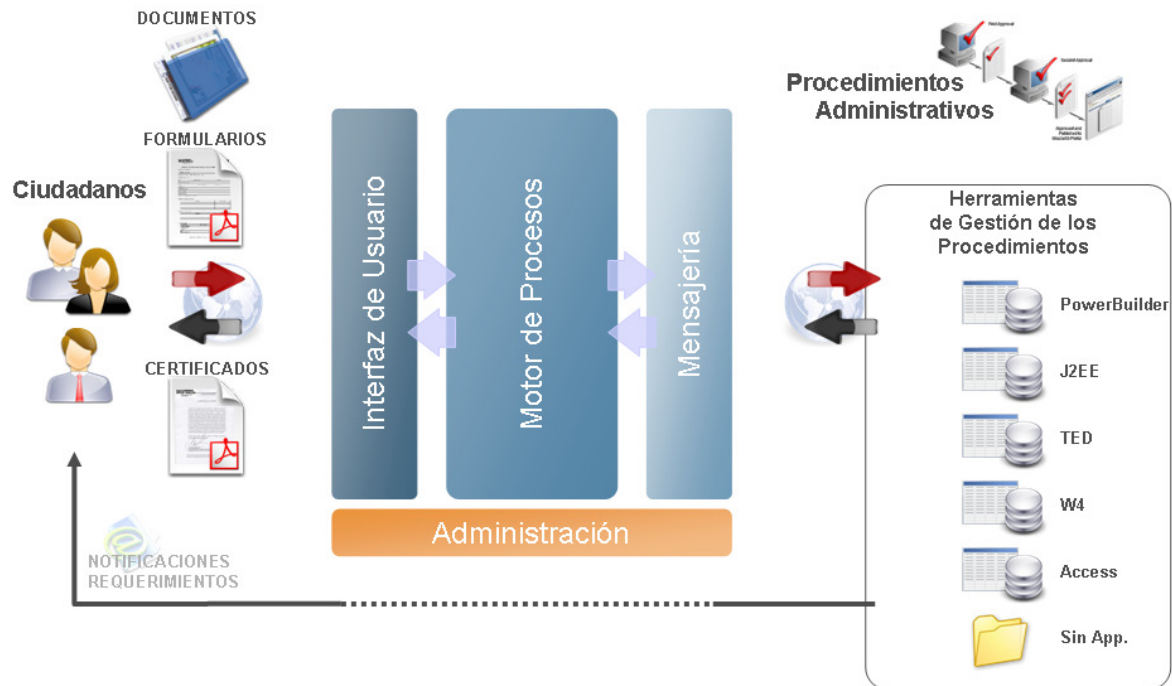 DOCUMENTOS
FORMULARIOS
Ciudadanos
CERTIFICADOS
NOTIFICACIONES
REQUERIMIENTOS
Interfaz de Usuario
Motor de Procesos
Mensajería
Administración
Procedimientos
Administrativos
Herramientas
de Gestión de los
Procedimientos
PowerBuilder
J2EE
TED
W4
Access
Sin App.